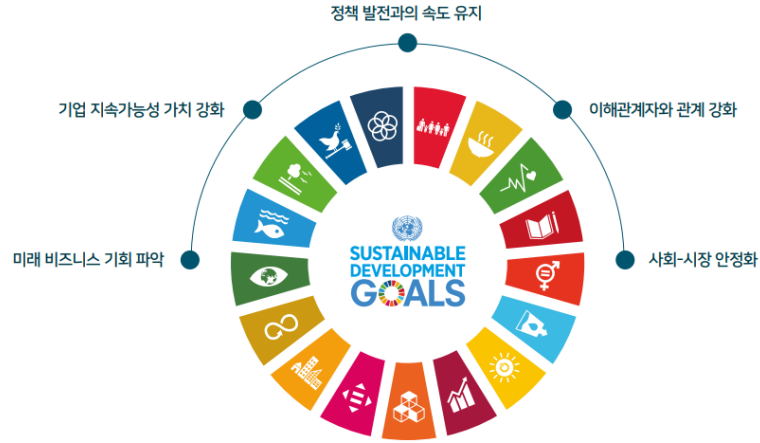 정책 발전과의 속도 유지
기업 지속가능성 가치 강화
이해관계자와 관계 강화
미래 비즈니스 기회 파악
사회-시장 안정화
SUSTAINABLE
DEVELOPMENT
GOALS